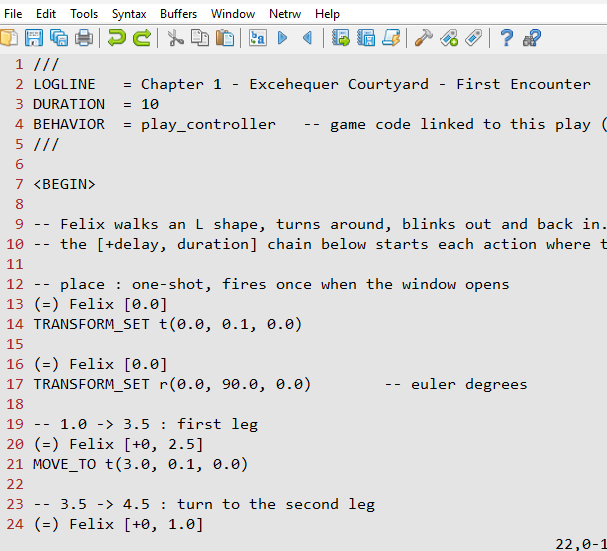 File Edit Tools Syntax Buffers Window Netrw Help
1 ///
2 LOGLINE   = Chapter 1 - Excehequer Courtyard - First Encounter
3 DURATION  = 10
4 BEHAVIOR  = play_controller   -- game code linked to this play (
5 ///
6
7 <BEGIN>
8
9 -- Felix walks an L shape, turns around, blinks out and back in.
10 -- the [+delay, duration] chain below starts each action where t
11
12 -- place : one-shot, fires once when the window opens
13 (=) Felix [0.0]
14 TRANSFORM_SET t(0.0, 0.1, 0.0)
15
16 (=) Felix [0.0]
17 TRANSFORM_SET r(0.0, 90.0, 0.0)        -- euler degrees
18
19 -- 1.0 -> 3.5 : first leg
20 (=) Felix [+0, 2.5]
21 MOVE_TO t(3.0, 0.1, 0.0)
22
23 -- 3.5 -> 4.5 : turn to the second leg
24 (=) Felix [+0, 1.0]
22,0-1